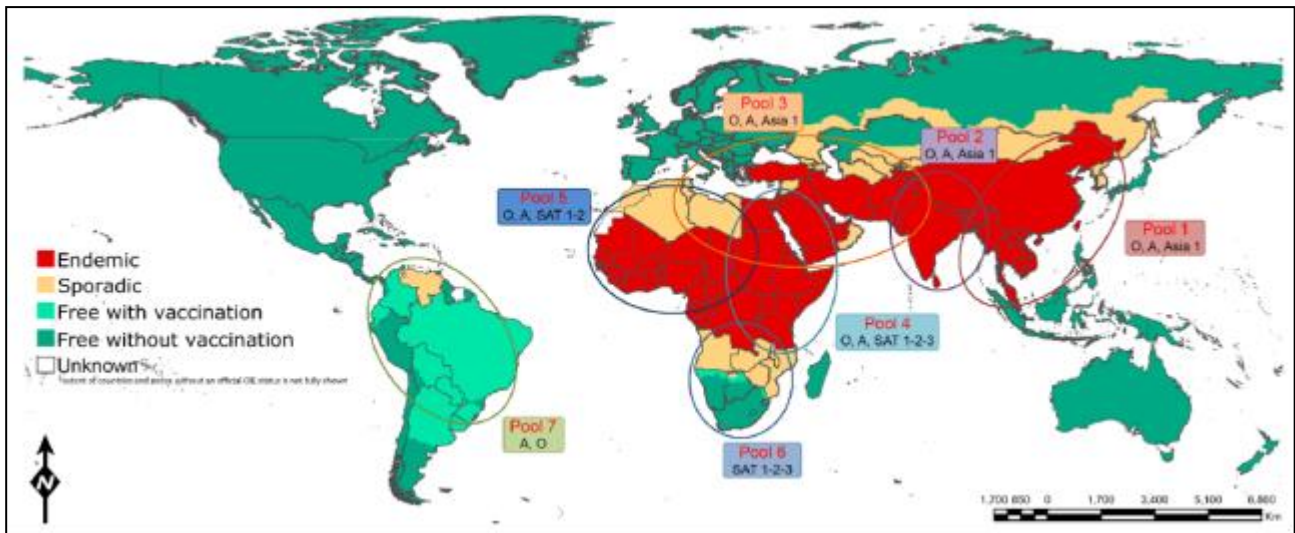 Pool 3
O, A, Asia 1
Pool 2
O, A, Asia 1
Pool 5
O, A, SAT 1-2
Pool 1
O, A, Asia 1
Endemic
Sporadic
Free with vaccination
Free without vaccination
Unknown
Pool 4
O, A, SAT 1-2-3
Pool 7
A, O
Pool 6
SAT 1-2-3
N
1,700 850 0 1,700 3,400 5,100 6,800
Km